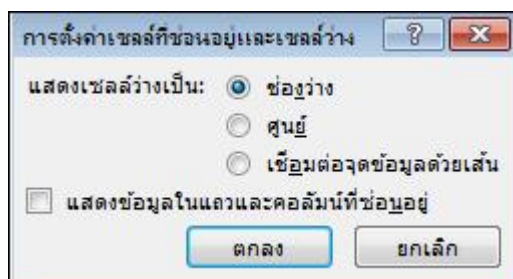 การตั้งค่าเซลล์ที่ซ่อนอยู่และเซลล์ว่าง
แสดงเซลล์ว่างเป็น: ช่องว่าง
ศูนย์
เชื่อมต่อจุดข้อมูลด้วยเส้น
แสดงข้อมูลในแถวและคอลัมน์ที่ซ่อนอยู่
ตกลง ยกเลิก